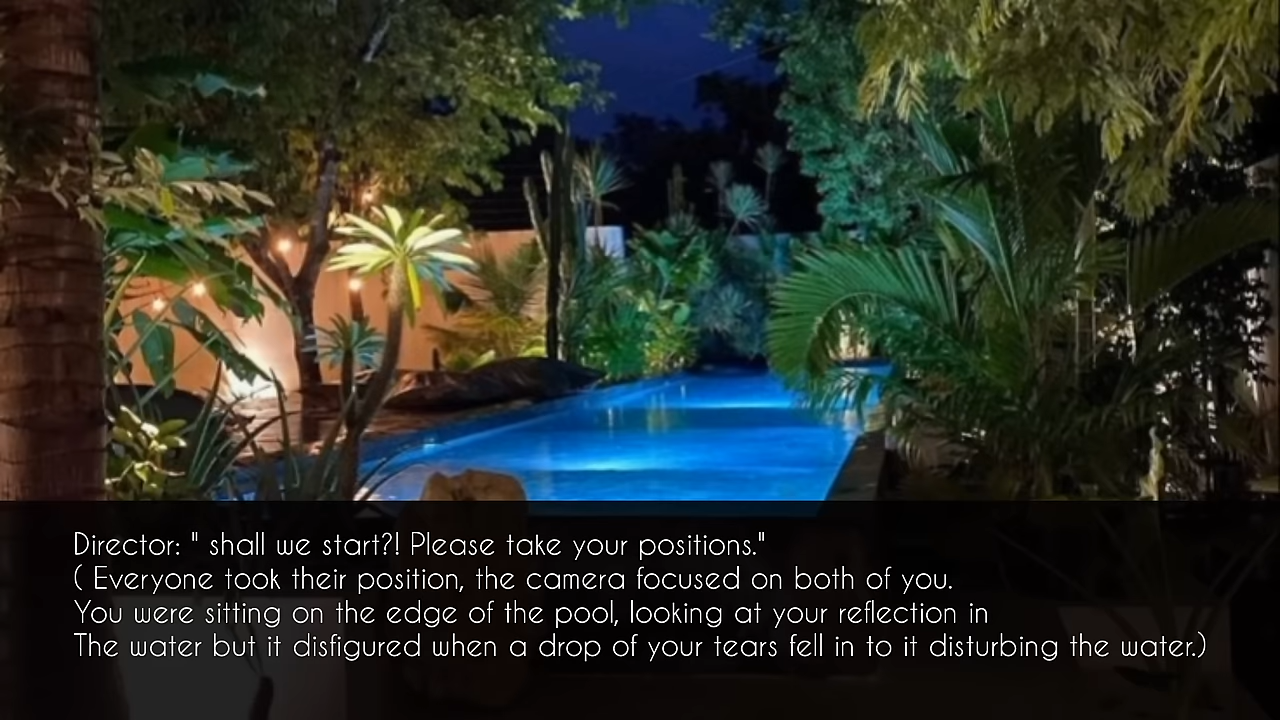 Director: " shall we start?! Please take your positions."
( Everyone took their position, the camera focused on both of you.
You were sitting on the edge of the pool, looking at your reflection in
The water but it disfigured when a drop of your tears fell in to it disturbing the water.)